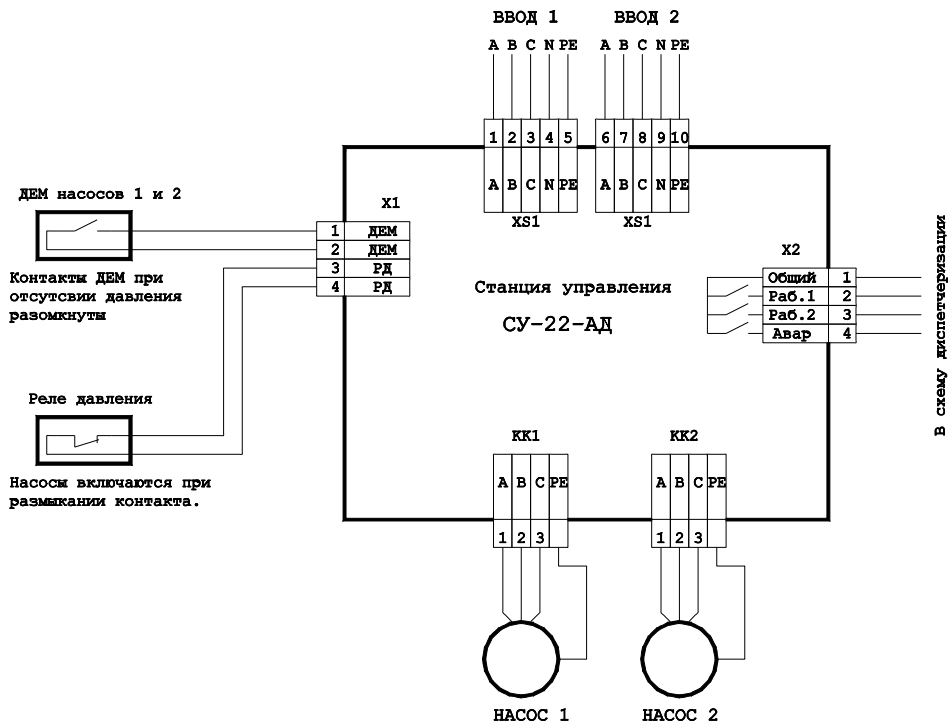 ВВОД 1 ВВОД 2
A B C N PE A B C N PE
1 2 3 4 5 6 7 8 9 10
A B C N PE A B C N PE
XS1 XS1
ДЕМ насосов 1 и 2
X1
1 ДЕМ
2 ДЕМ
3 РД
4 РД
Контакты ДЕМ при
отсутсвии давления
разомкнуты
Станция управления
СУ-22-АД
X2
Общий 1
Раб.1 2
Раб.2 3
Авар 4
В схему диспетчеризации
Реле давления
Насосы включаются при
размыкании контакта.
KK1 KK2
A B C PE A B C PE
1 2 3 1 2 3
НАСОС 1 НАСОС 2